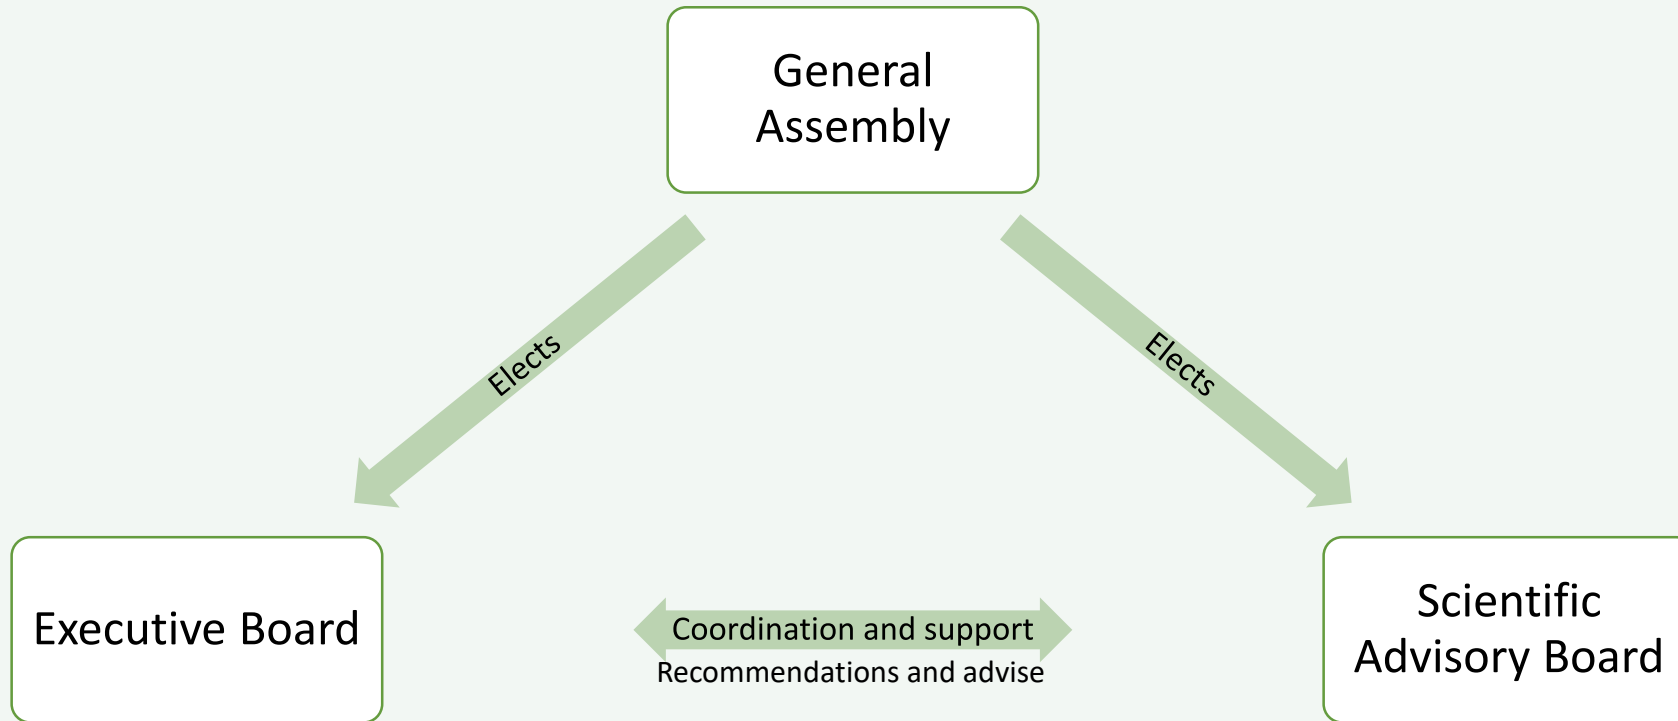 General
Assembly
Elects
Elects
Executive Board
Coordination and support
Recommendations and advise
Scientific
Advisory Board